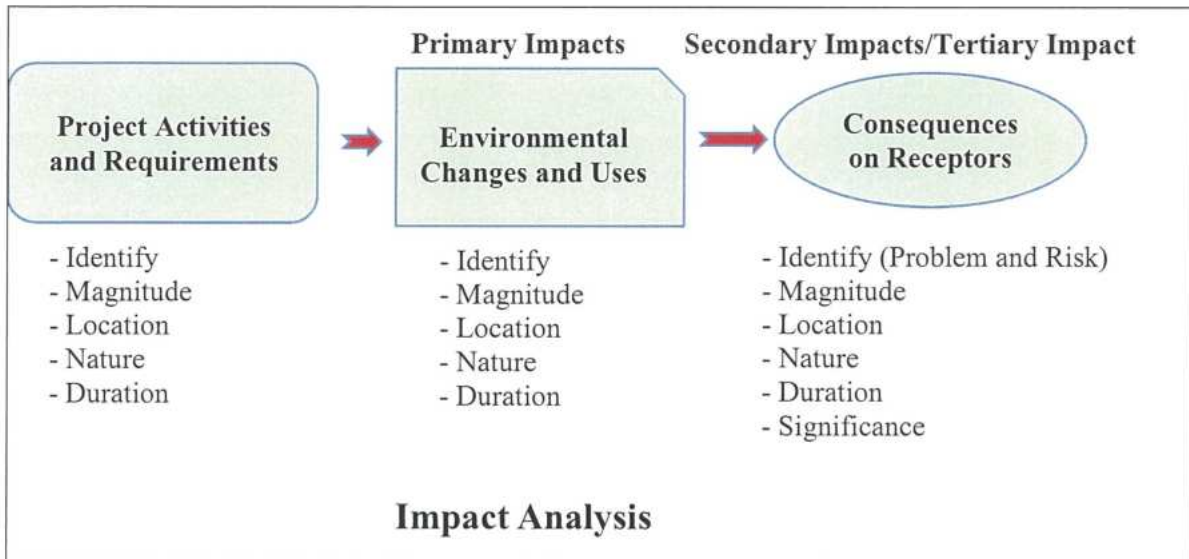 Primary Impacts
Secondary Impacts/Tertiary Impact
Project Activities
and Requirements
Environmental
Changes and Uses
Consequences
on Receptors
- Identify
- Magnitude
- Location
- Nature
- Duration
- Identify
- Magnitude
- Location
- Nature
- Duration
- Identify (Problem and Risk)
- Magnitude
- Location
- Nature
- Duration
- Significance
Impact Analysis